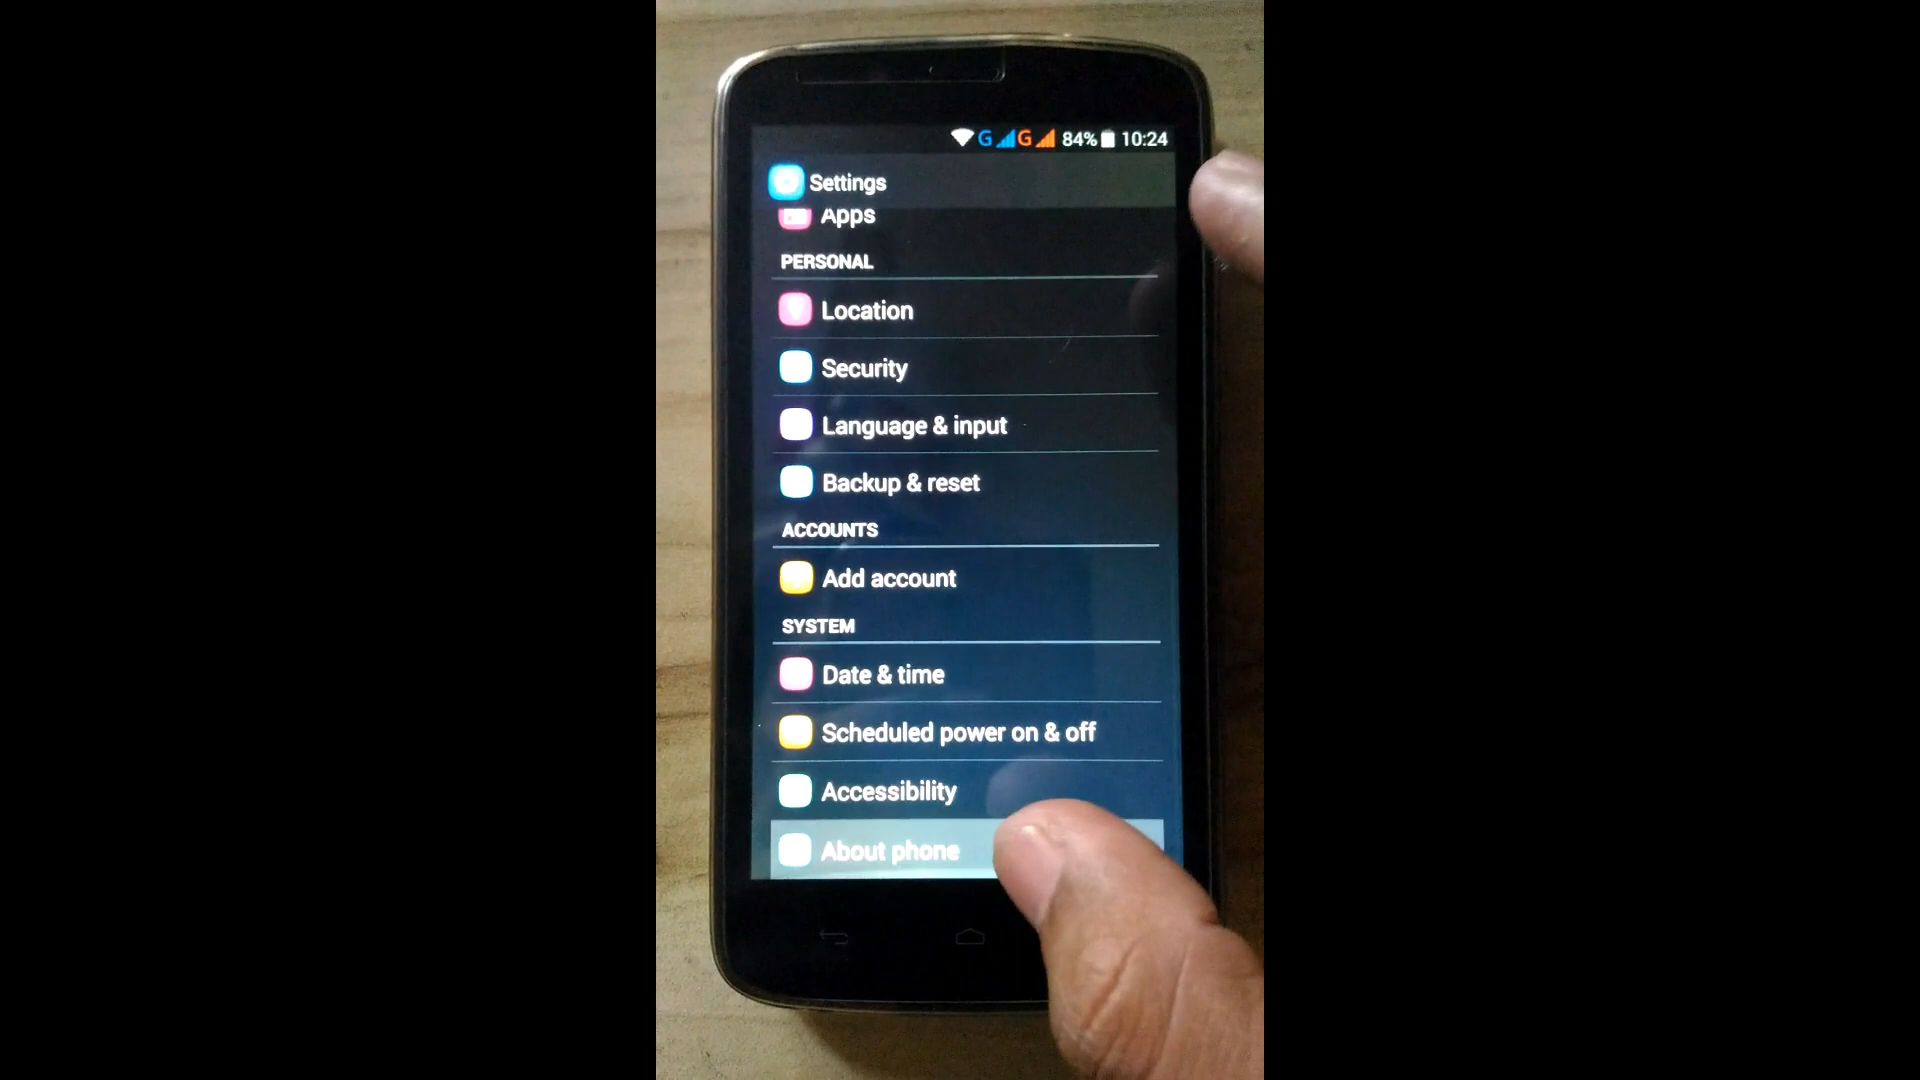 G G 84% 10:24
Settings
Apps
PERSONAL
Location
Security
Language & input
Backup & reset
ACCOUNTS
Add account
SYSTEM
Date & time
Scheduled power on & off
Accessibility
About phone